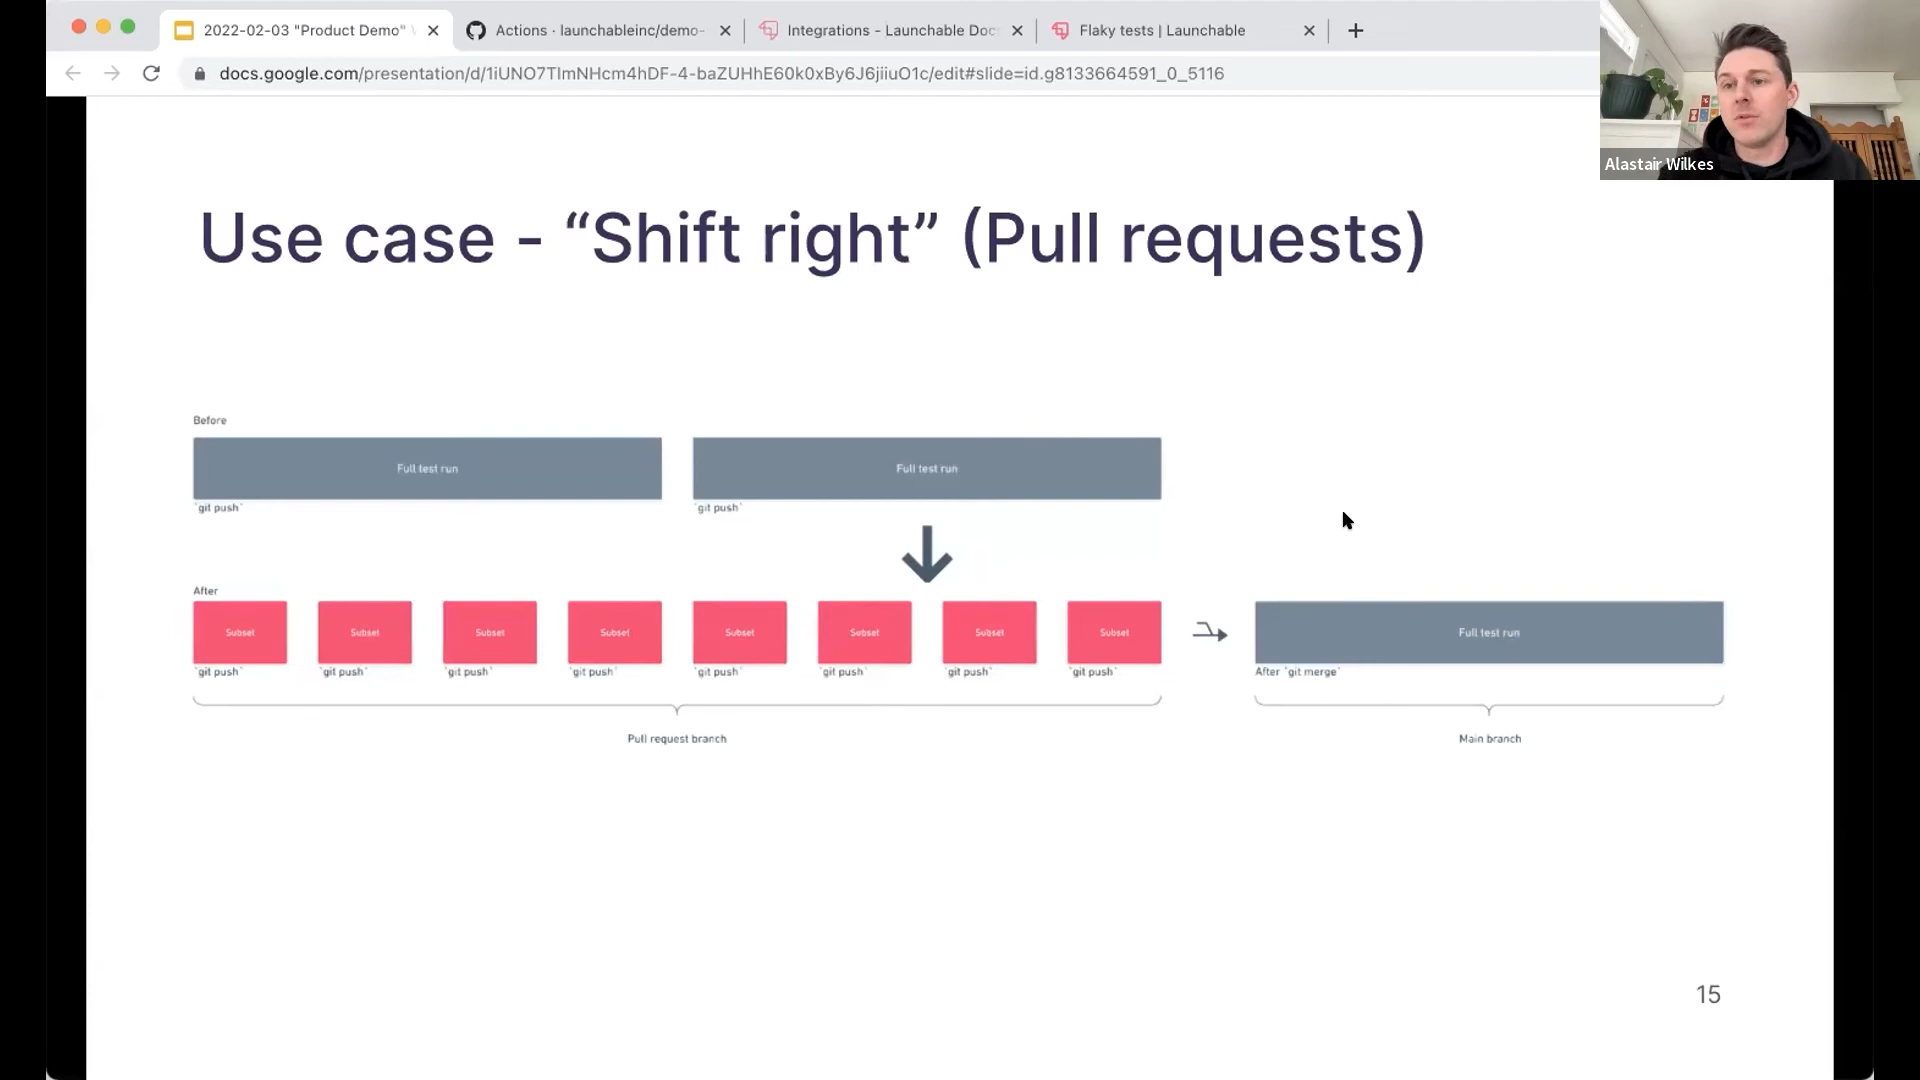 2022-02-03 "Product Demo"
Actions · launchableinc/demo-
Integrations - Launchable Doc
Flaky tests | Launchable
docs.google.com/presentation/d/1iUNO7TImNHcm4hDF-4-baZUHhE60k0xBy6J6jiiuO1c/edit#slide=id.g8133664591_0_5116
Alastair Wilkes
Use case - “Shift right” (Pull requests)
Before
Full test run
Full test run
`git push`
`git push`
After
Subset
Subset
Subset
Subset
Subset
Subset
Subset
Subset
Full test run
`git push`
`git push`
`git push`
`git push`
`git push`
`git push`
`git push`
`git push`
After `git merge`
Pull request branch
Main branch
15